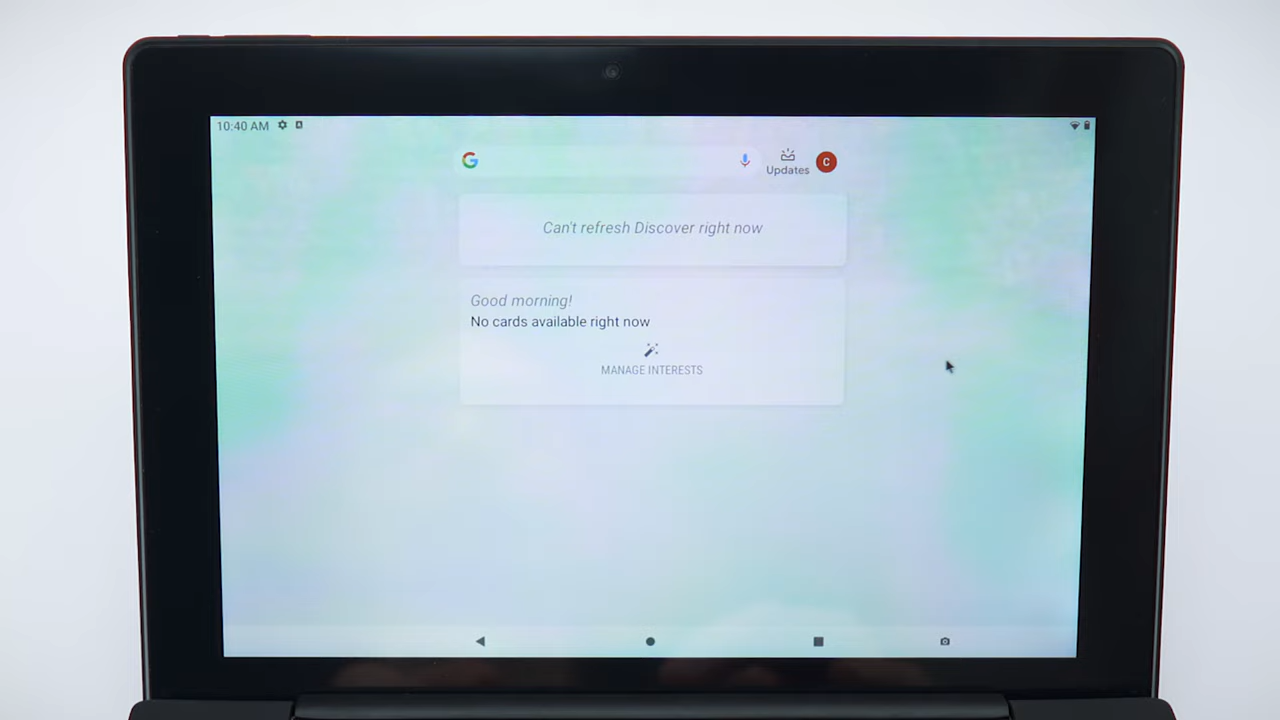 10:40 AM
G
Updates
C
Can't refresh Discover right now
Good morning!
No cards available right now
MANAGE INTERESTS